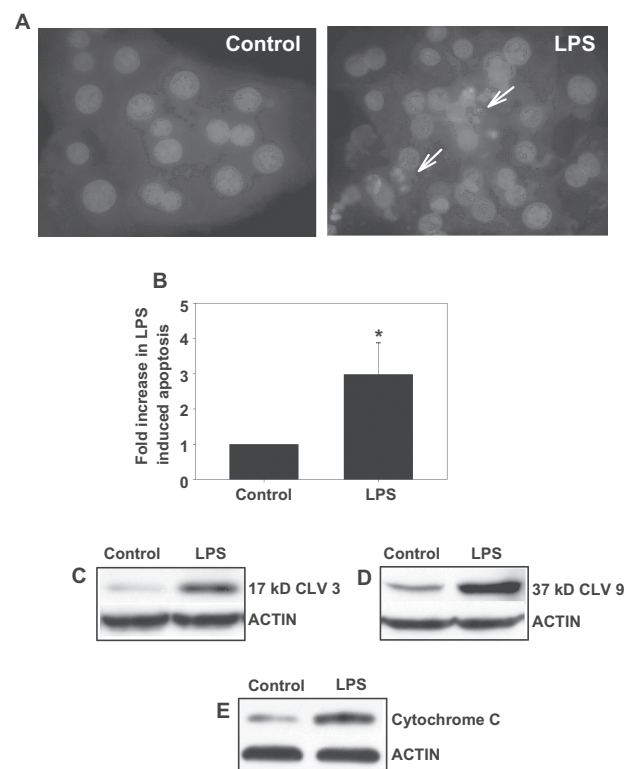 A
Control
LPS
B
Fold increase in LPS
induced apoptosis
5
4
3
2
1
0
*
Control
LPS
C
Control
LPS
17 kD CLV 3
ACTIN
D
Control
LPS
37 kD CLV 9
ACTIN
E
Control
LPS
Cytochrome C
ACTIN